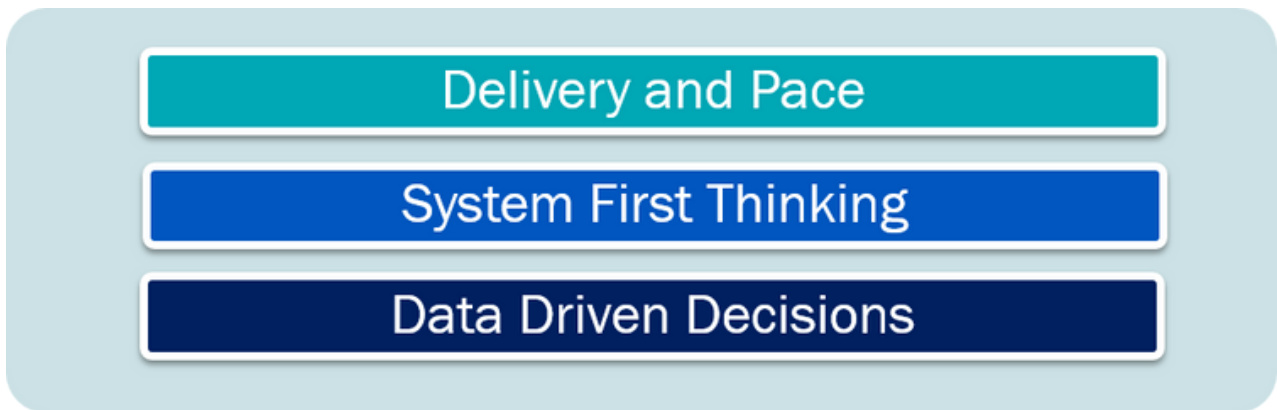 Delivery and Pace
System First Thinking
Data Driven Decisions